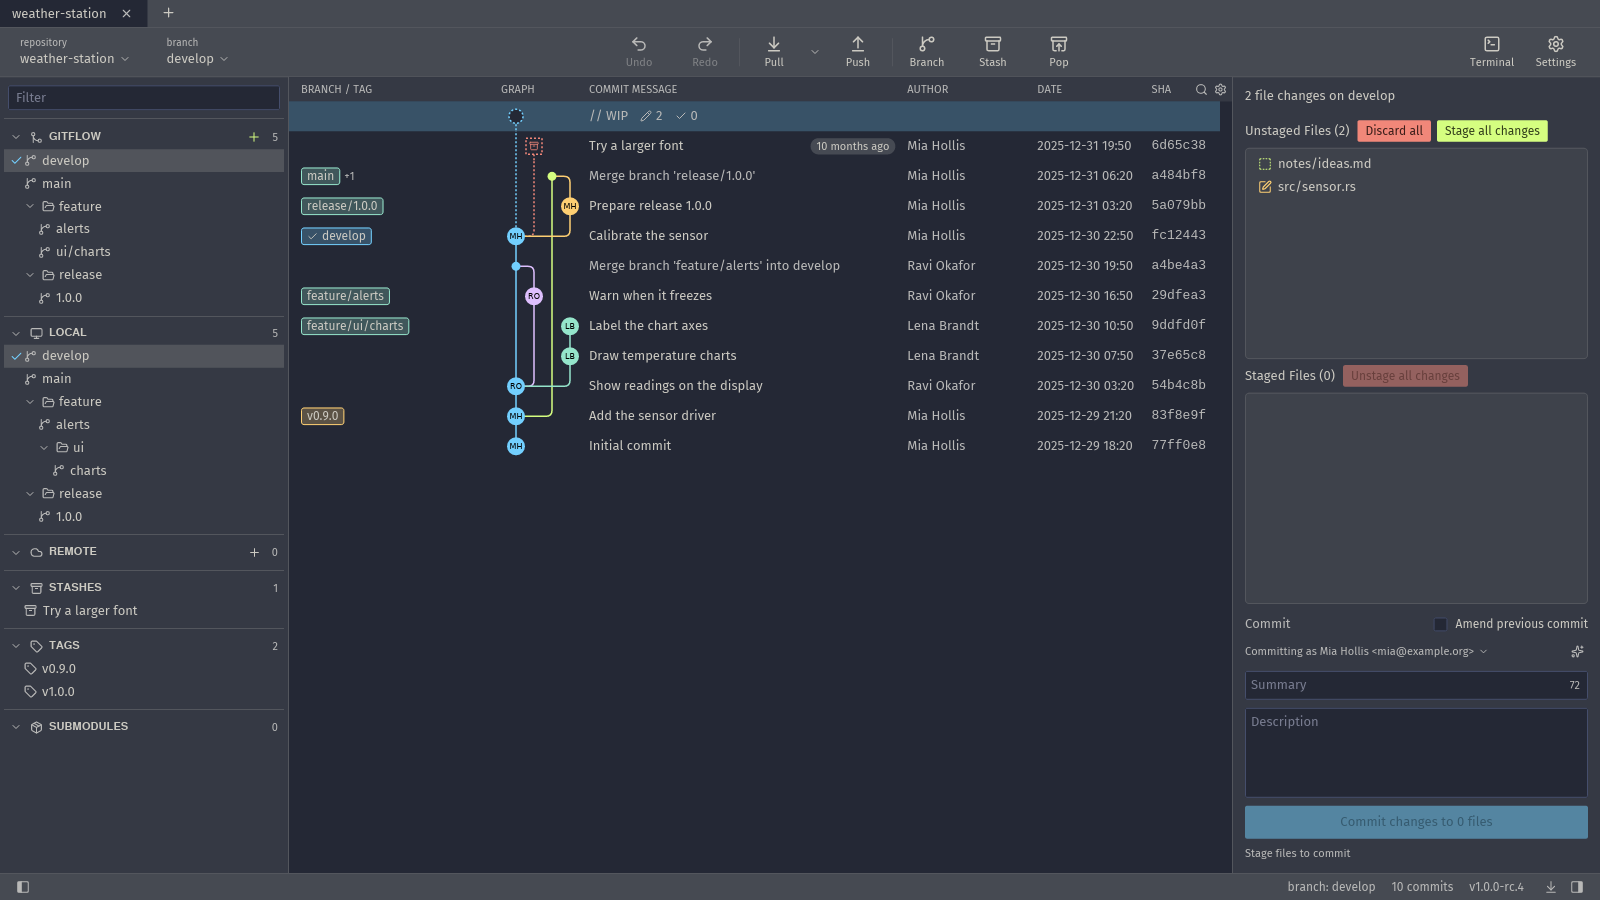 weather-station
repository
weather-station
branch
develop
Undo
Redo
Pull
Push
Branch
Stash
Pop
Terminal
Settings
Filter
GITFLOW 5
develop
main
feature
alerts
ui/charts
release
1.0.0
LOCAL 5
develop
main
feature
alerts
ui
charts
release
1.0.0
REMOTE 0
STASHES 1
Try a larger font
TAGS 2
v0.9.0
v1.0.0
SUBMODULES 0
BRANCH / TAG GRAPH COMMIT MESSAGE AUTHOR DATE SHA
// WIP 2 0
Try a larger font 10 months ago Mia Hollis 2025-12-31 19:50 6d65c38
main +1 Merge branch 'release/1.0.0' Mia Hollis 2025-12-31 06:20 a484bf8
release/1.0.0 MH Prepare release 1.0.0 Mia Hollis 2025-12-31 03:20 5a079bb
develop MH Calibrate the sensor Mia Hollis 2025-12-30 22:50 fc12443
Merge branch 'feature/alerts' into develop Ravi Okafor 2025-12-30 19:50 a4be4a3
feature/alerts RO Warn when it freezes Ravi Okafor 2025-12-30 16:50 29dfea3
feature/ui/charts LB Label the chart axes Lena Brandt 2025-12-30 10:50 9ddfd0f
LB Draw temperature charts Lena Brandt 2025-12-30 07:50 37e65c8
RO Show readings on the display Ravi Okafor 2025-12-30 03:20 54b4c8b
v0.9.0 MH Add the sensor driver Mia Hollis 2025-12-29 21:20 83f8e9f
MH Initial commit Mia Hollis 2025-12-29 18:20 77ff0e8
2 file changes on develop
Unstaged Files (2) Discard all Stage all changes
notes/ideas.md
src/sensor.rs
Staged Files (0) Unstage all changes
Commit Amend previous commit
Committing as Mia Hollis <mia@example.org>
Summary 72
Description
Commit changes to 0 files
Stage files to commit
branch: develop 10 commits v1.0.0-rc.4